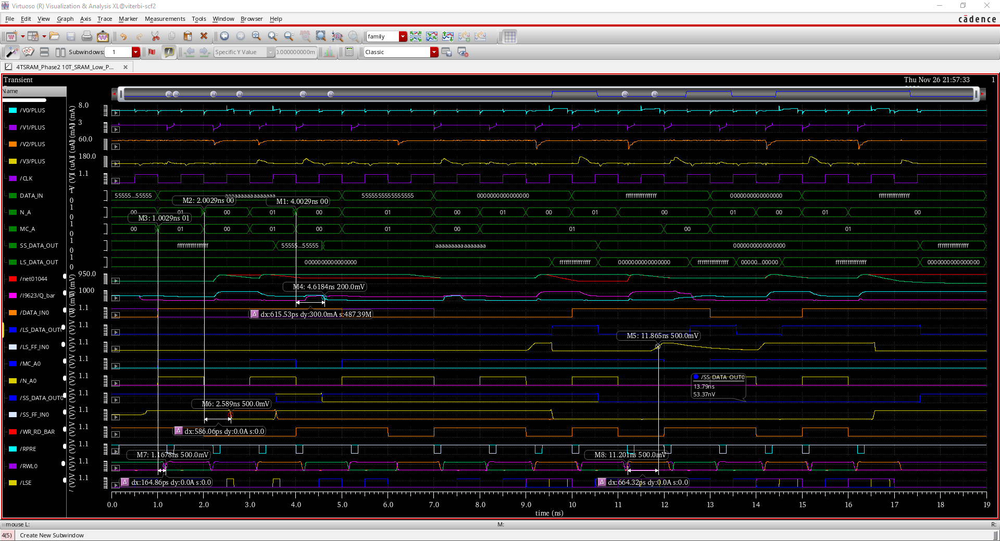 Virtuoso (R) Visualization & Analysis XL@viterbi-scf2
File Edit View Graph Axis Trace Marker Measurements Tools Window Browser Help
cādence
family
Subwindows: 1
Specific Y Value
0.000000000m
Classic
4TSRAM_Phase2 10T_SRAM_Low_P...
Transient
Thu Nov 26 21:57:33
1
Name
/V0/PLUS
8.0
/V1/PLUS
3
/V2/PLUS
60.0
/V3/PLUS
180.0
/CLK
1.1
DATA_IN
1
0
55555...55555 aaaaaaaaaaaaaaaa 5555555555555555 0000000000000000 ffffffffffffffff 0000000000000000 ffffffffffffffff
M2: 2.0029ns 00
M1: 4.0029ns 00
N_A
1
0
00 01 00 01 00 01 00 01 00 01 00 01 00 01 00
M3: 1.0029ns 01
MC_A
1
0
00 01 00 01 00 01 00 01 00 01
SS_DATA_OUT
1
0
ffffffffffffffff 55555...55555 aaaaaaaaaaaaaaaa 0000000000000000 ffffffffffffffff
LS_DATA_OUT
1
0
0000000000000000 ffffffffffffffff 0000000000000000 ffffffffffffffff 00000...00000 ffffffffffffffff 0000000000000000
/net01044
950.0
M4: 4.6184ns 200.0mV
/I9623/Q_bar
1000
/DATA_IN0
1.1
dx:615.53ps dy:300.0mA s:487.39M
/LS_DATA_OUT
1.1
M5: 11.865ns 500.0mV
/LS_FF_IN0
1.1
/MC_A0
1.1
/N_A0
1.1
/SS_DATA_OUT0
13.79ns
53.37nV
/SS_DATA_OUT0
1.1
M6: 2.589ns 500.0mV
/SS_FF_IN0
1.1
/WR_RD_BAR
1.1
dx:586.06ps dy:0.0A s:0.0
/RPRE
1.1
M7: 1.1678ns 500.0mV
M8: 11.201ns 500.0mV
/RWL0
1.1
/LSE
1.1
dx:164.86ps dy:0.0A s:0.0
dx:664.32ps dy:0.0A s:0.0
0.0 1.0 2.0 3.0 4.0 5.0 6.0 7.0 8.0 9.0 10 11 12 13 14 15 16 17 18 19
time (ns)
mouse L: M: R:
4(5) Create New Subwindow